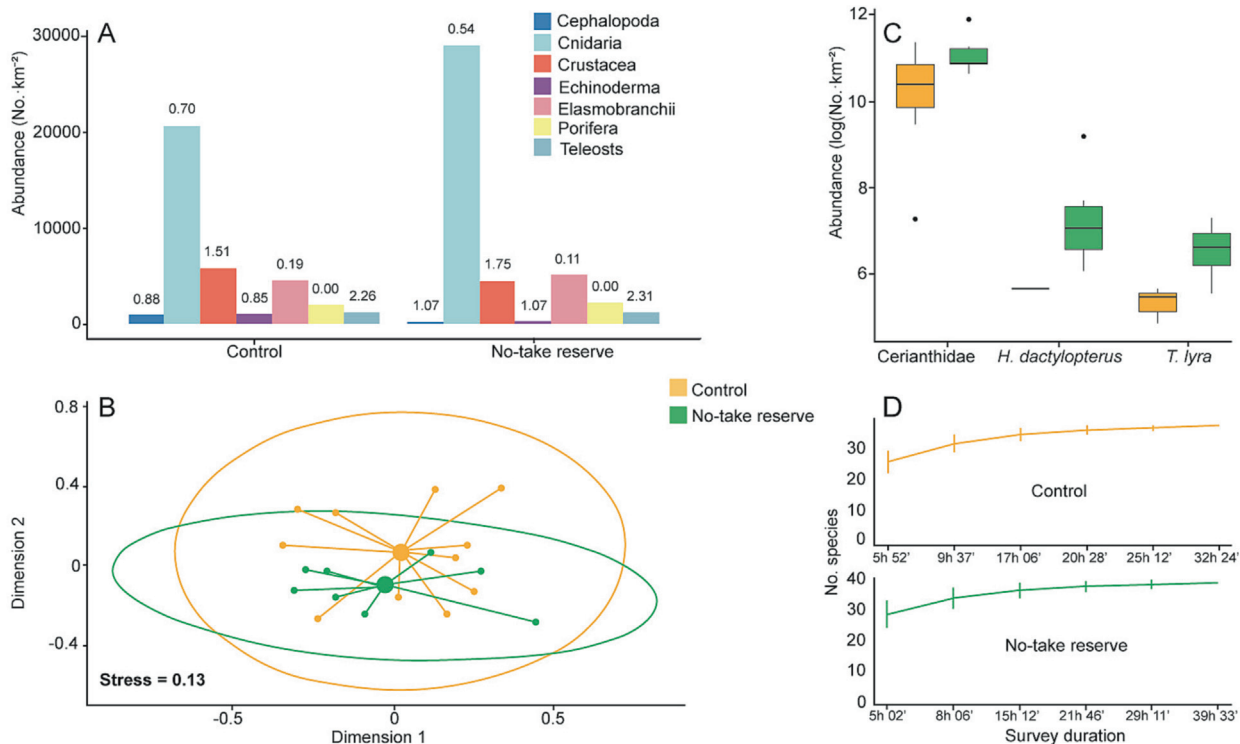 A
Abundance (No.·km⁻²)
30000
20000
10000
0
0.88
0.70
1.51
0.85
0.19
0.00
2.26
Control
1.07
0.54
1.75
1.07
0.11
0.00
2.31
No-take reserve
Cephalopoda
Cnidaria
Crustacea
Echinoderma
Elasmobranchii
Porifera
Teleosts
C
Abundance (log(No.·km⁻²)
12
10
8
6
Cerianthidae
H. dactylopterus
T. lyra
B
Dimension 2
0.8
0.4
0
-0.4
Stress = 0.13
-0.5
0
0.5
Dimension 1
Control
No-take reserve
D
No. species
30
20
10
0
Control
5h 52'
9h 37'
17h 06'
20h 28'
25h 12'
32h 24'
40
30
20
10
0
No-take reserve
5h 02'
8h 06'
15h 12'
21h 46'
29h 11'
39h 33'
Survey duration